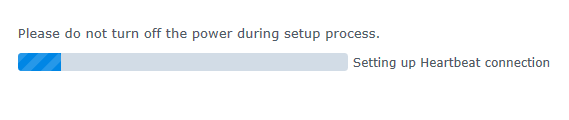 Please do not turn off the power during setup process.
Setting up Heartbeat connection